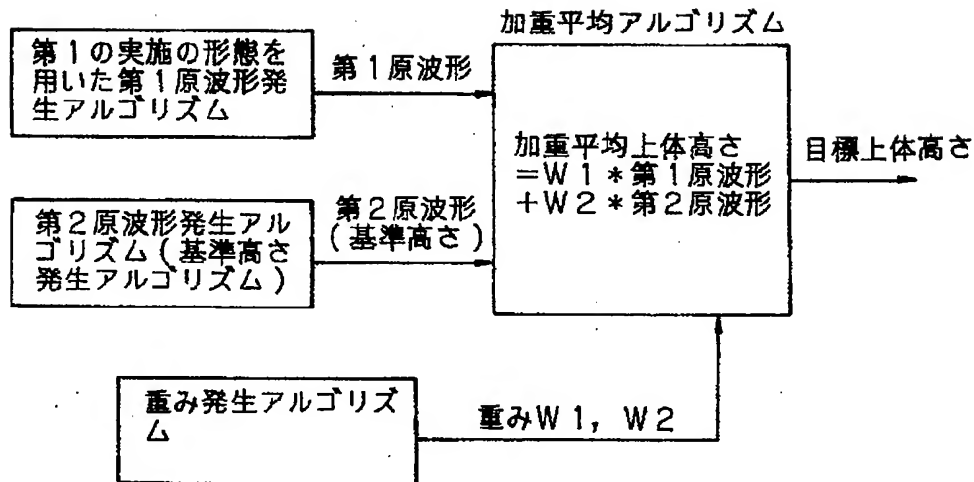 加重平均アルゴリズム
第1の実施の形態を
用いた第1原波形発
生アルゴリズム
第1原波形
加重平均上体高さ
=W1*第1原波形
+W2*第2原波形
目標上体高さ
第2原波形発生アル
ゴリズム(基準高さ
発生アルゴリズム)
第2原波形
(基準高さ)
重み発生アルゴリズ
ム
重みW1, W2